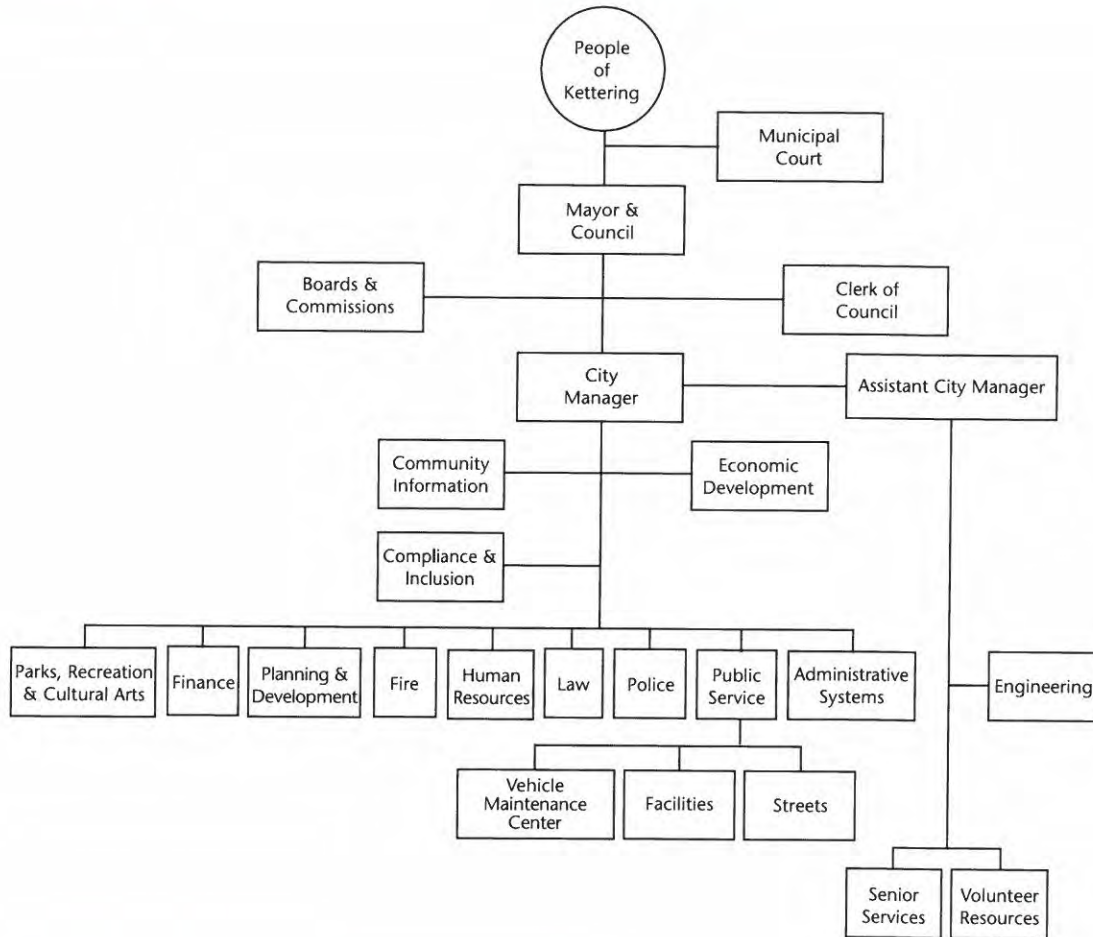 People
of
Kettering
Municipal
Court
Mayor &
Council
Boards &
Commissions
Clerk of
Council
City
Manager
Assistant City Manager
Community
Information
Economic
Development
Compliance &
Inclusion
Parks, Recreation
& Cultural Arts
Finance
Planning &
Development
Fire
Human
Resources
Law
Police
Public
Service
Administrative
Systems
Engineering
Vehicle
Maintenance
Center
Facilities
Streets
Senior
Services
Volunteer
Resources